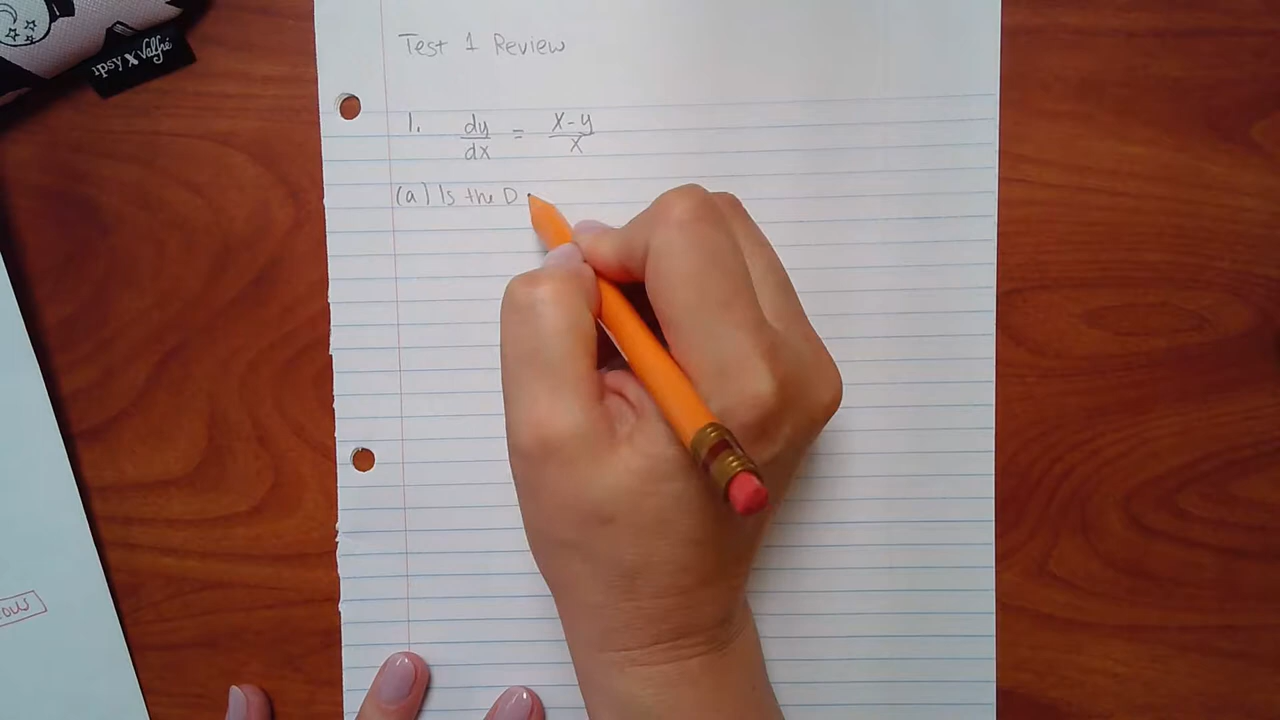 ipsy x Valfré
Test 1 Review
1. dy/dx = x-y/x
(a) Is the D